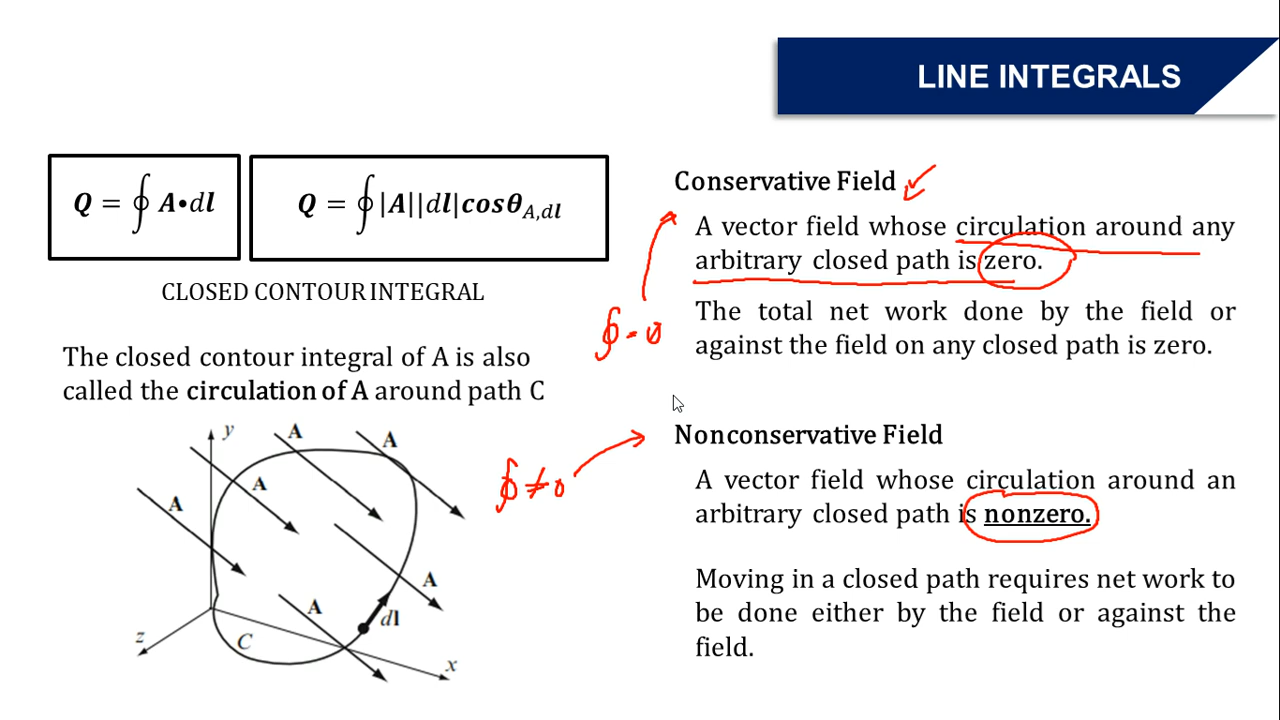 LINE INTEGRALS
Q = ∮ A•dl
Q = ∮|A||dl|cosθ_{A,dl}
CLOSED CONTOUR INTEGRAL
The closed contour integral of A is also
called the circulation of A around path C
y
A
A
A
A
A
A
dl
C
z
x
∮ = 0
∮ ≠ 0
Conservative Field
A vector field whose circulation around any
arbitrary closed path is zero.
The total net work done by the field or
against the field on any closed path is zero.
Nonconservative Field
A vector field whose circulation around an
arbitrary closed path is nonzero.
Moving in a closed path requires net work to
be done either by the field or against the
field.